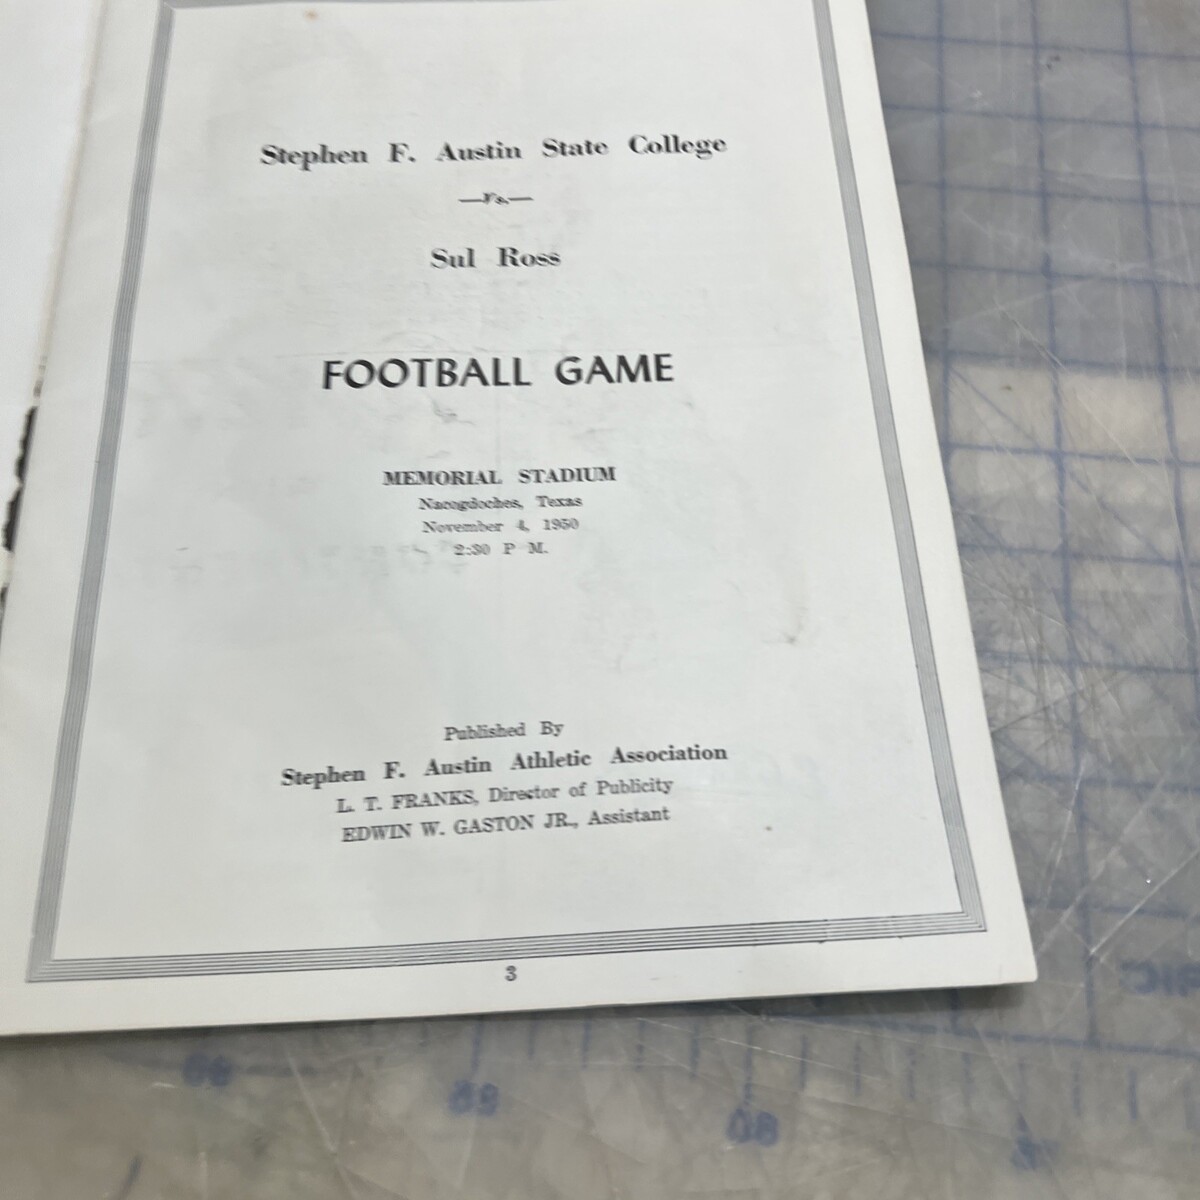 Stephen F. Austin State College
—Vs.—
Sul Ross
FOOTBALL GAME
MEMORIAL STADIUM
Nacogdoches, Texas
November 4, 1950
2:30 P M.
Published By
Stephen F. Austin Athletic Association
L. T. FRANKS, Director of Publicity
EDWIN W. GASTON JR., Assistant
3